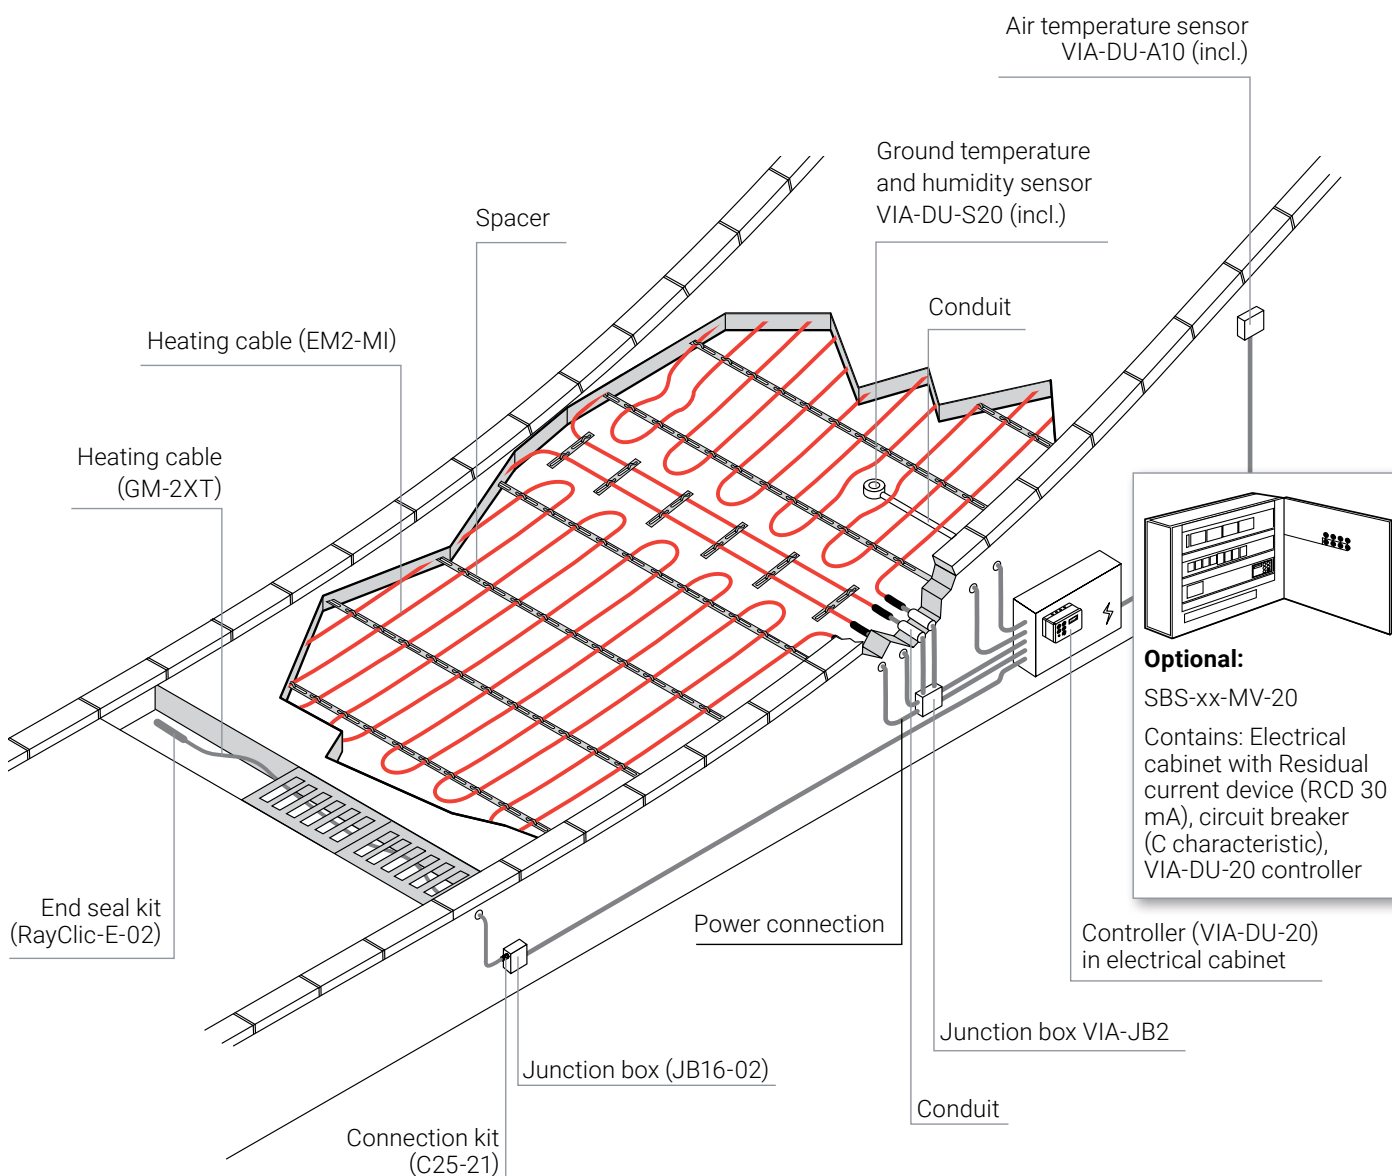 Air temperature sensor
VIA-DU-A10 (incl.)
Ground temperature
and humidity sensor
VIA-DU-S20 (incl.)
Spacer
Conduit
Heating cable (EM2-MI)
Heating cable
(GM-2XT)
Optional:
SBS-xx-MV-20
Contains: Electrical
cabinet with Residual
current device (RCD 30
mA), circuit breaker
(C characteristic),
VIA-DU-20 controller
End seal kit
(RayClic-E-02)
Power connection
Controller (VIA-DU-20)
in electrical cabinet
Junction box VIA-JB2
Junction box (JB16-02)
Conduit
Connection kit
(C25-21)